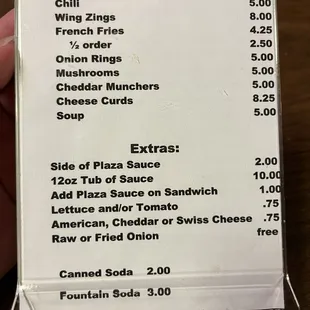 Chili 5.00
Wing Zings 8.00
French Fries 4.25
½ order 2.50
Onion Rings 5.00
Mushrooms 5.00
Cheddar Munchers 5.00
Cheese Curds 8.25
Soup 5.00
Extras:
Side of Plaza Sauce 2.00
12oz Tub of Sauce 10.00
Add Plaza Sauce on Sandwich 1.00
Lettuce and/or Tomato .75
American, Cheddar or Swiss Cheese .75
Raw or Fried Onion free
Canned Soda 2.00
Fountain Soda 3.00